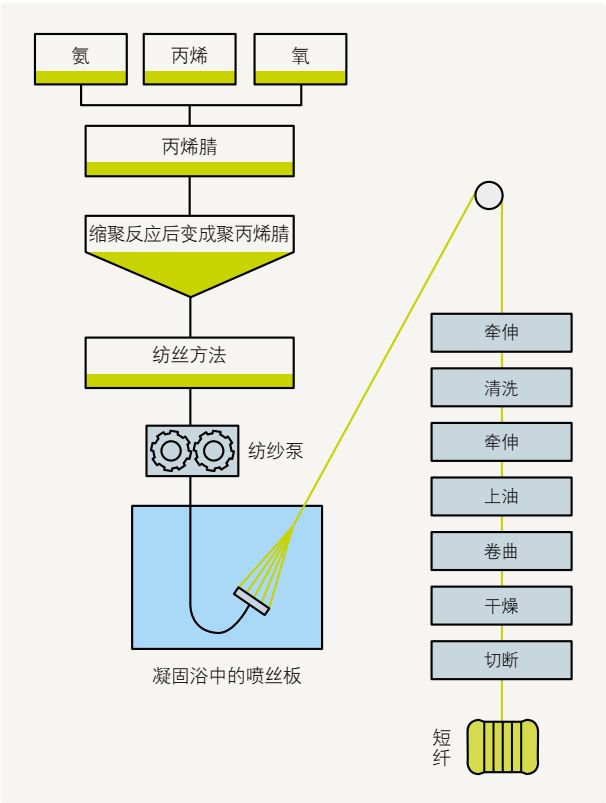 氨
丙烯
氧
丙烯腈
缩聚反应后变成聚丙烯腈
纺丝方法
纺纱泵
凝固浴中的喷丝板
牵伸
清洗
牵伸
上油
卷曲
干燥
切断
短
纤